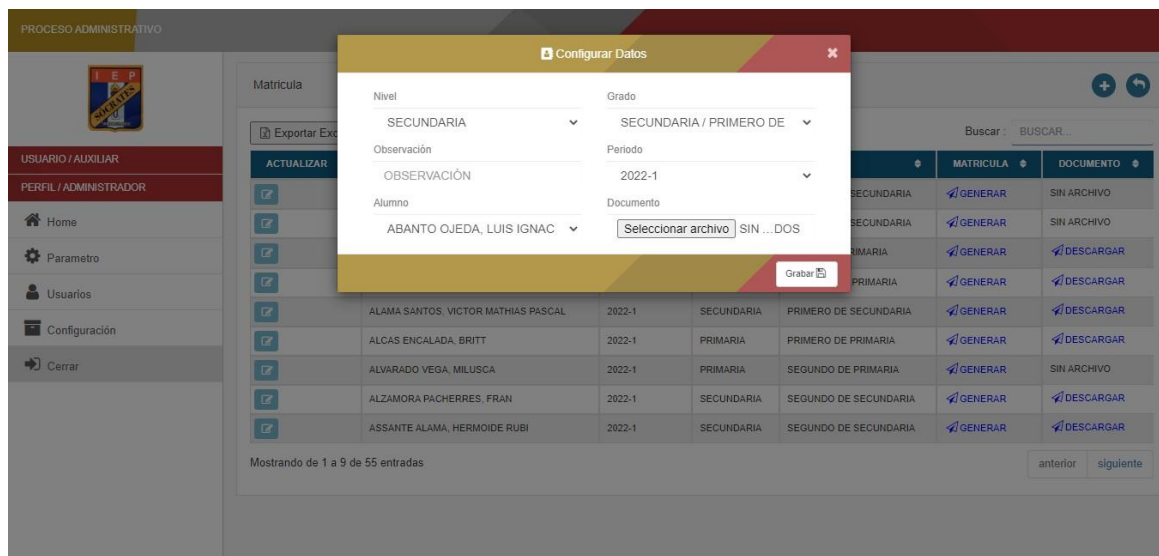 PROCESO ADMINISTRATIVO
I E P
SÓCRATES
USUARIO / AUXILIAR
PERFIL / ADMINISTRADOR
Home
Parametro
Usuarios
Configuración
Cerrar
Matricula
Exportar Exc
Buscar : BUSCAR...
ACTUALIZAR MATRICULA DOCUMENTO
SECUNDARIA GENERAR SIN ARCHIVO
SECUNDARIA GENERAR SIN ARCHIVO
GENERAR DESCARGAR
PRIMARIA GENERAR DESCARGAR
ALAMA SANTOS, VICTOR MATHIAS PASCAL 2022-1 SECUNDARIA PRIMERO DE SECUNDARIA GENERAR DESCARGAR
ALCAS ENCALADA, BRITT 2022-1 PRIMARIA PRIMERO DE PRIMARIA GENERAR DESCARGAR
ALVARADO VEGA, MILUSCA 2022-1 PRIMARIA SEGUNDO DE PRIMARIA GENERAR SIN ARCHIVO
ALZAMORA PACHERRES, FRAN 2022-1 SECUNDARIA SEGUNDO DE SECUNDARIA GENERAR DESCARGAR
ASSANTE ALAMA, HERMOIDE RUBI 2022-1 SECUNDARIA SEGUNDO DE SECUNDARIA GENERAR DESCARGAR
Mostrando de 1 a 9 de 55 entradas
anterior siguiente
Configurar Datos
Nivel Grado
SECUNDARIA SECUNDARIA / PRIMERO DE
Observación Periodo
OBSERVACIÓN 2022-1
Alumno Documento
ABANTO OJEDA, LUIS IGNAC Seleccionar archivo SIN ...DOS
Grabar